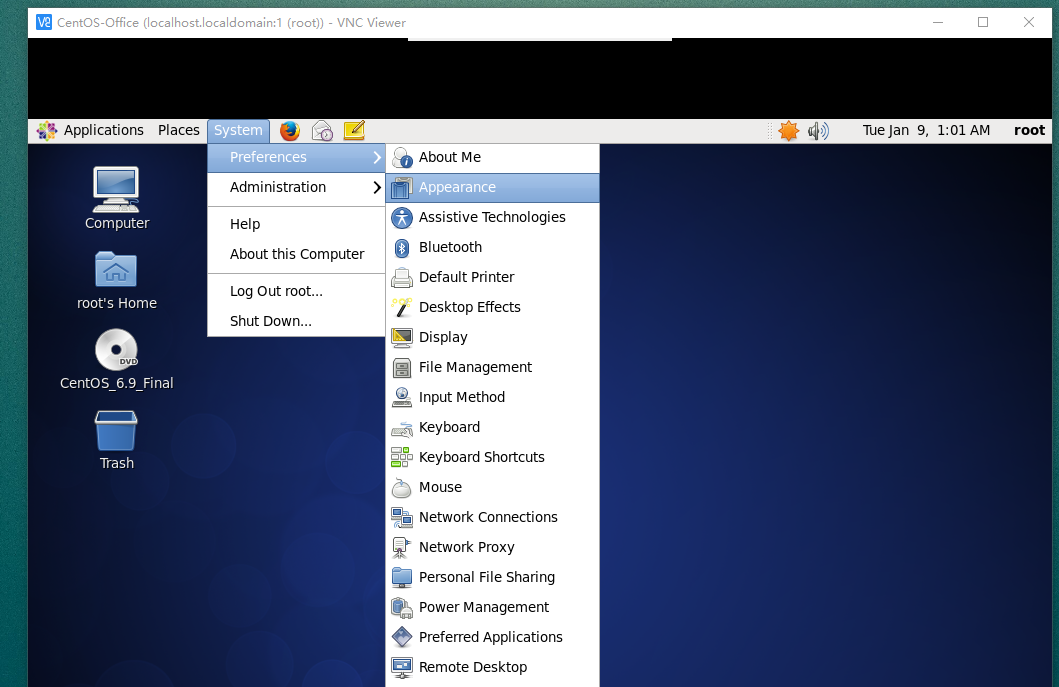 CentOS-Office (localhost.localdomain:1 (root)) - VNC Viewer
Applications Places System Tue Jan 9, 1:01 AM root
Preferences
Administration
Help
About this Computer
Log Out root...
Shut Down...
About Me
Appearance
Assistive Technologies
Bluetooth
Default Printer
Desktop Effects
Display
File Management
Input Method
Keyboard
Keyboard Shortcuts
Mouse
Network Connections
Network Proxy
Personal File Sharing
Power Management
Preferred Applications
Remote Desktop
Computer
root's Home
DVD
CentOS_6.9_Final
Trash